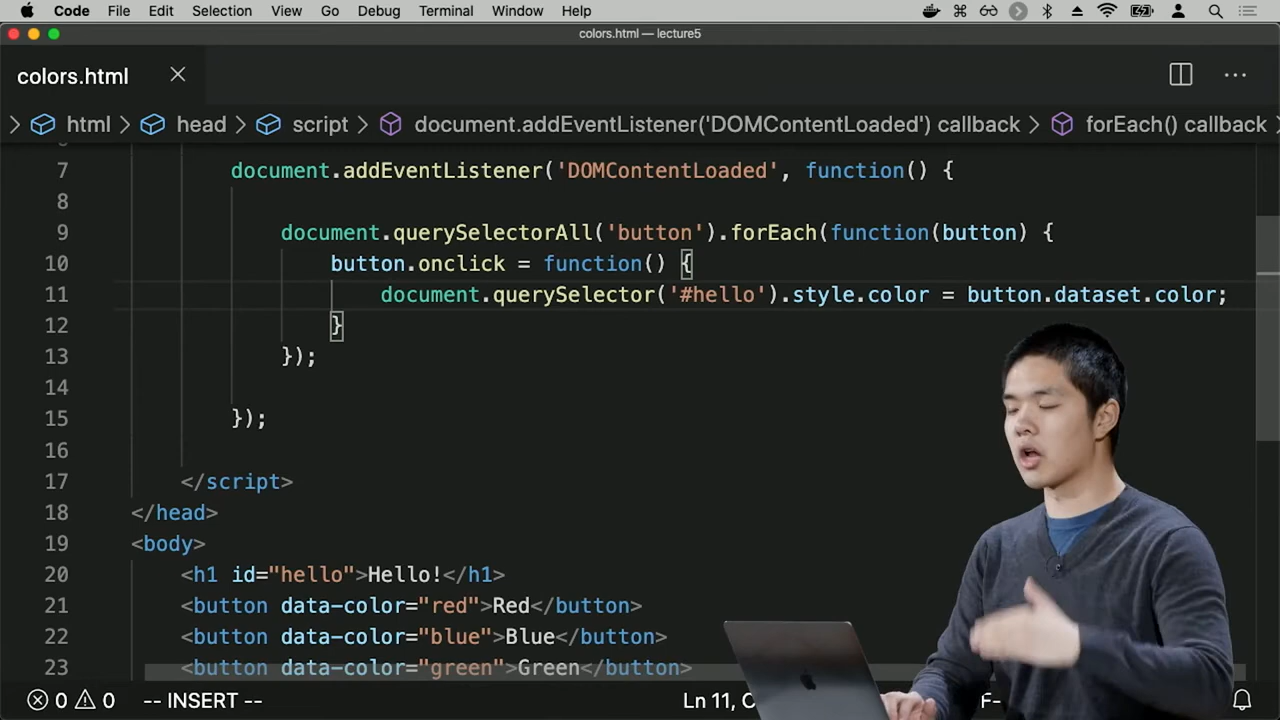 Code File Edit Selection View Go Debug Terminal Window Help
colors.html — lecture5
colors.html
html head script document.addEventListener('DOMContentLoaded') callback forEach() callback
7 document.addEventListener('DOMContentLoaded', function() {
8
9 document.querySelectorAll('button').forEach(function(button) {
10 button.onclick = function() {
11 document.querySelector('#hello').style.color = button.dataset.color;
12 }
13 });
14
15 });
16
17 </script>
18 </head>
19 <body>
20 <h1 id="hello">Hello!</h1>
21 <button data-color="red">Red</button>
22 <button data-color="blue">Blue</button>
23 <button data-color="green">Green</button>
0 0 -- INSERT -- Ln 11, C F-